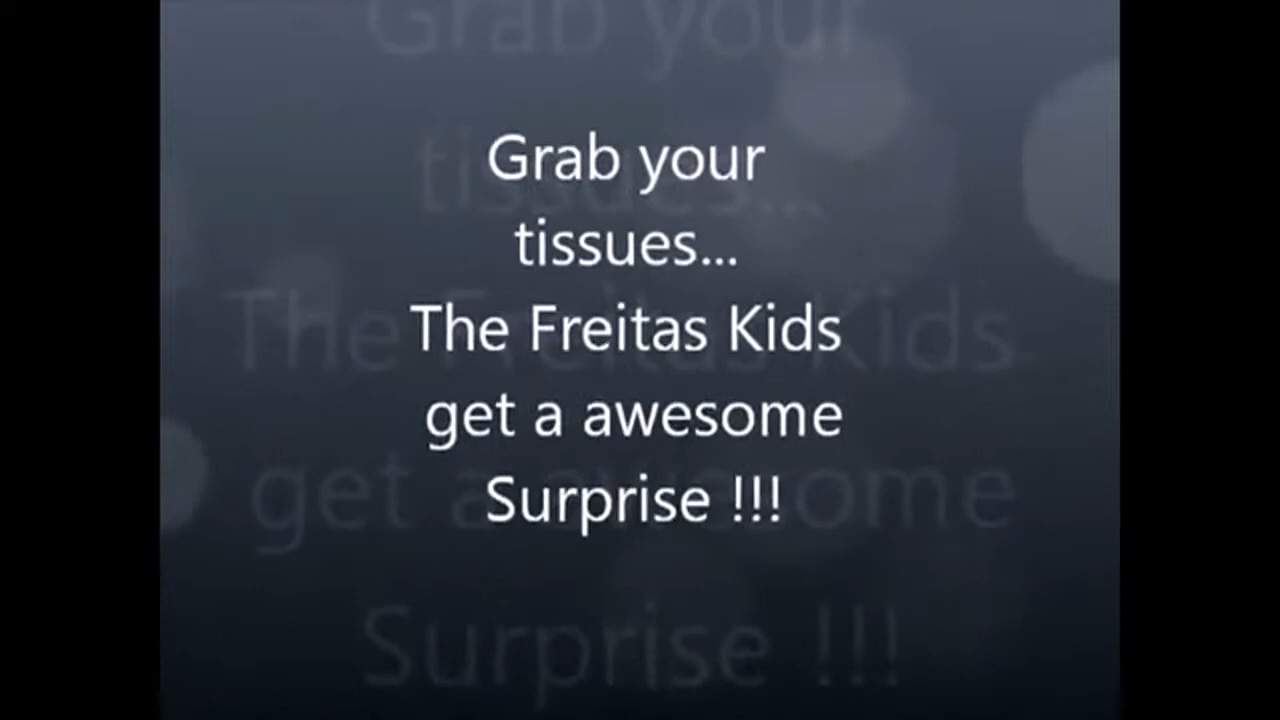 Grab your
tissues...
The Freitas Kids
get a awesome
Surprise !!!